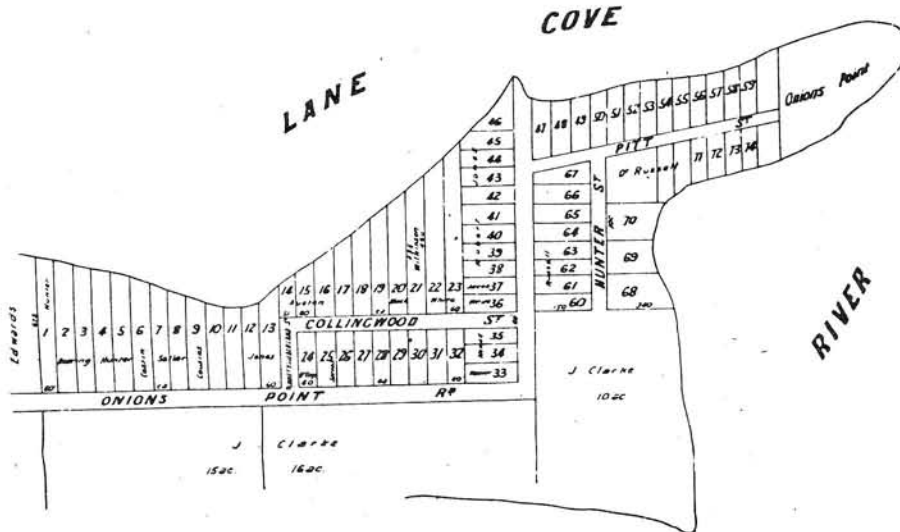 COVE
LANE
RIVER
Onions Point
PITT ST
HUNTER ST
COLLINGWOOD ST
ONIONS POINT Rd
Edwards
Hunter
1 2 3 4 5 6 7 8 9 10 11 12 13
Hunter
Cousins
Jones
14 15 16 17 18 19 20 21 22 23
Wilkinson
24 25 26 27 28 29 30 31 32
46
45
44
43
42
41
40
39
38
37
36
35
34
33
47 48 49 50 51 52 53 54 55 56 57 58 59
Dr Russell
71 72 73 74
67
66
65
64
63
62
61
60
70
69
68
J Clarke
10 ac
J Clarke
15 ac. 16 ac.